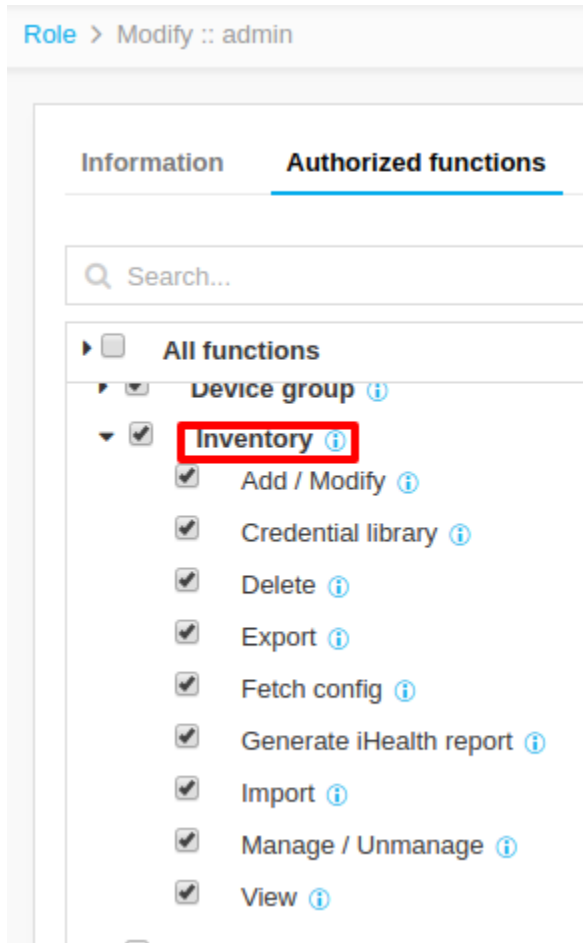 Role > Modify :: admin
Information Authorized functions
Search...
All functions
Device group
Inventory
Add / Modify
Credential library
Delete
Export
Fetch config
Generate iHealth report
Import
Manage / Unmanage
View